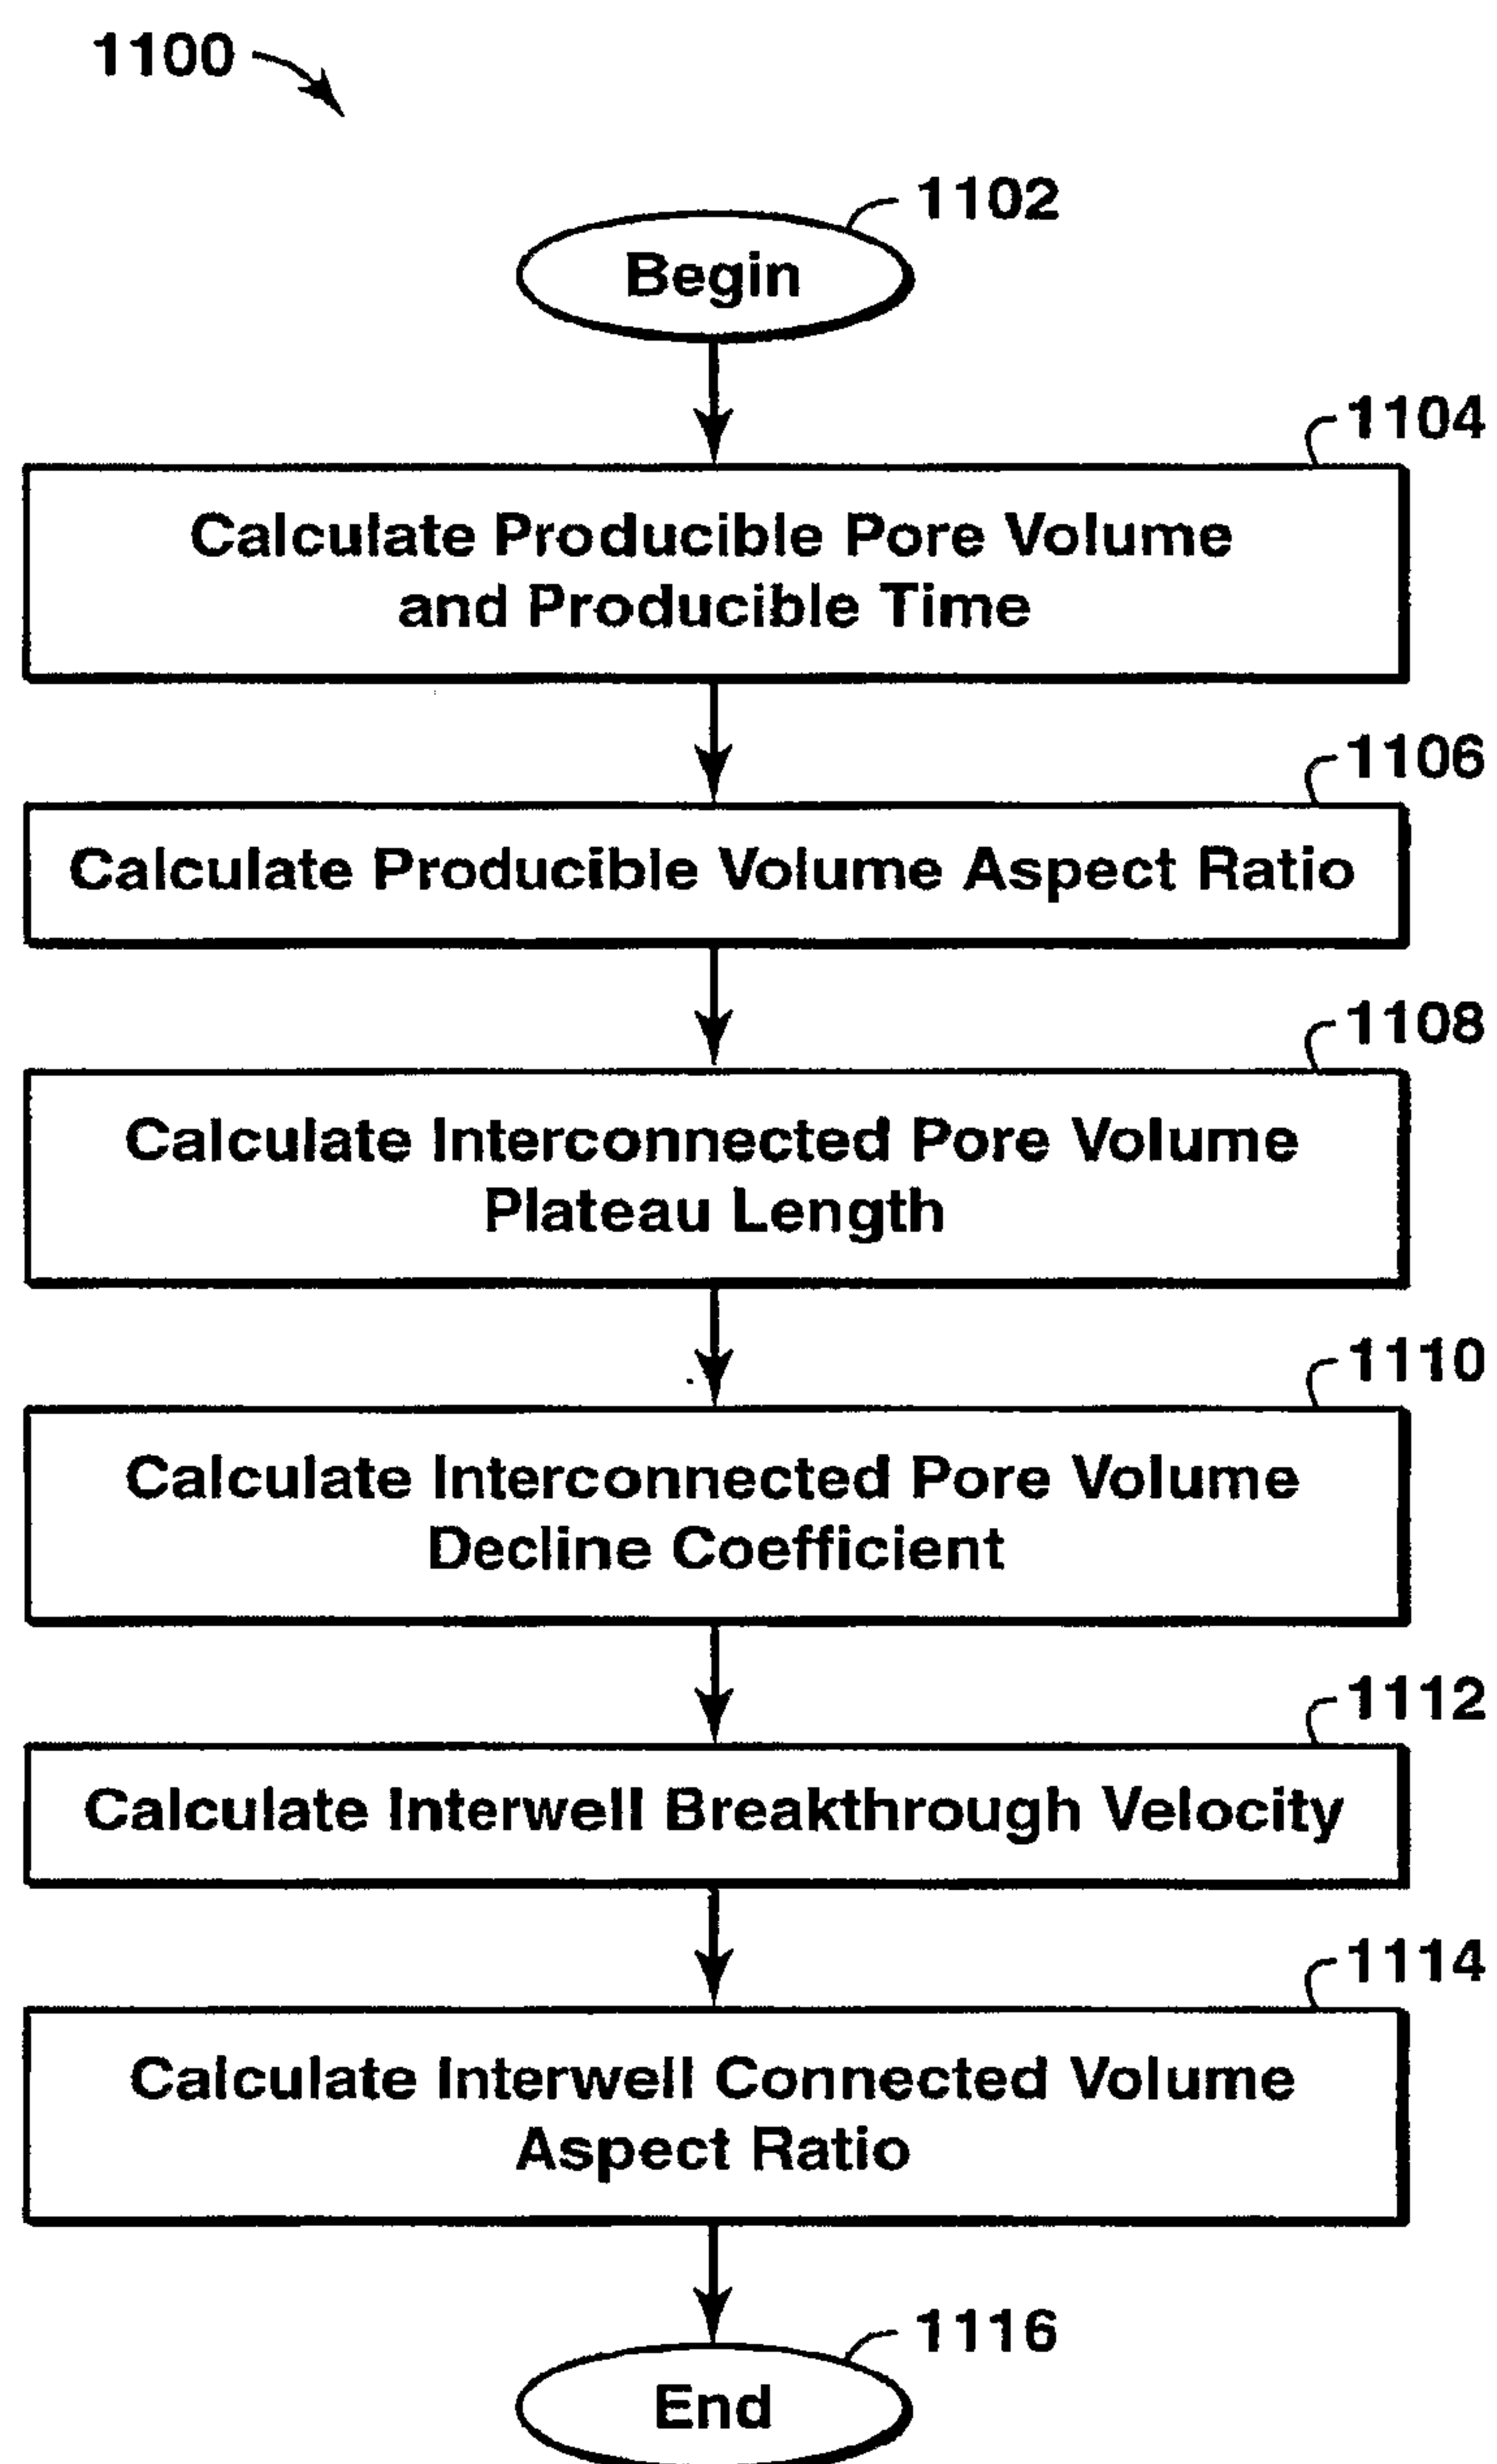 1100
1102
Begin
1104
Calculate Producible Pore Volume
and Producible Time
1106
Calculate Producible Volume Aspect Ratio
1108
Calculate Interconnected Pore Volume
Plateau Length
1110
Calculate Interconnected Pore Volume
Decline Coefficient
1112
Calculate Interwell Breakthrough Velocity
1114
Calculate Interwell Connected Volume
Aspect Ratio
1116
End